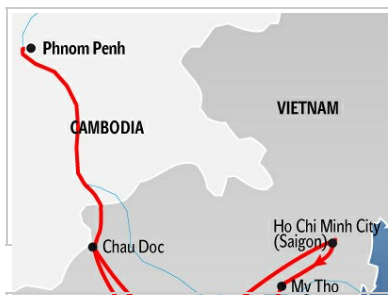 Phnom Penh
VIETNAM
CAMBODIA
Ho Chi Minh City
(Saigon)
Chau Doc
My Tho